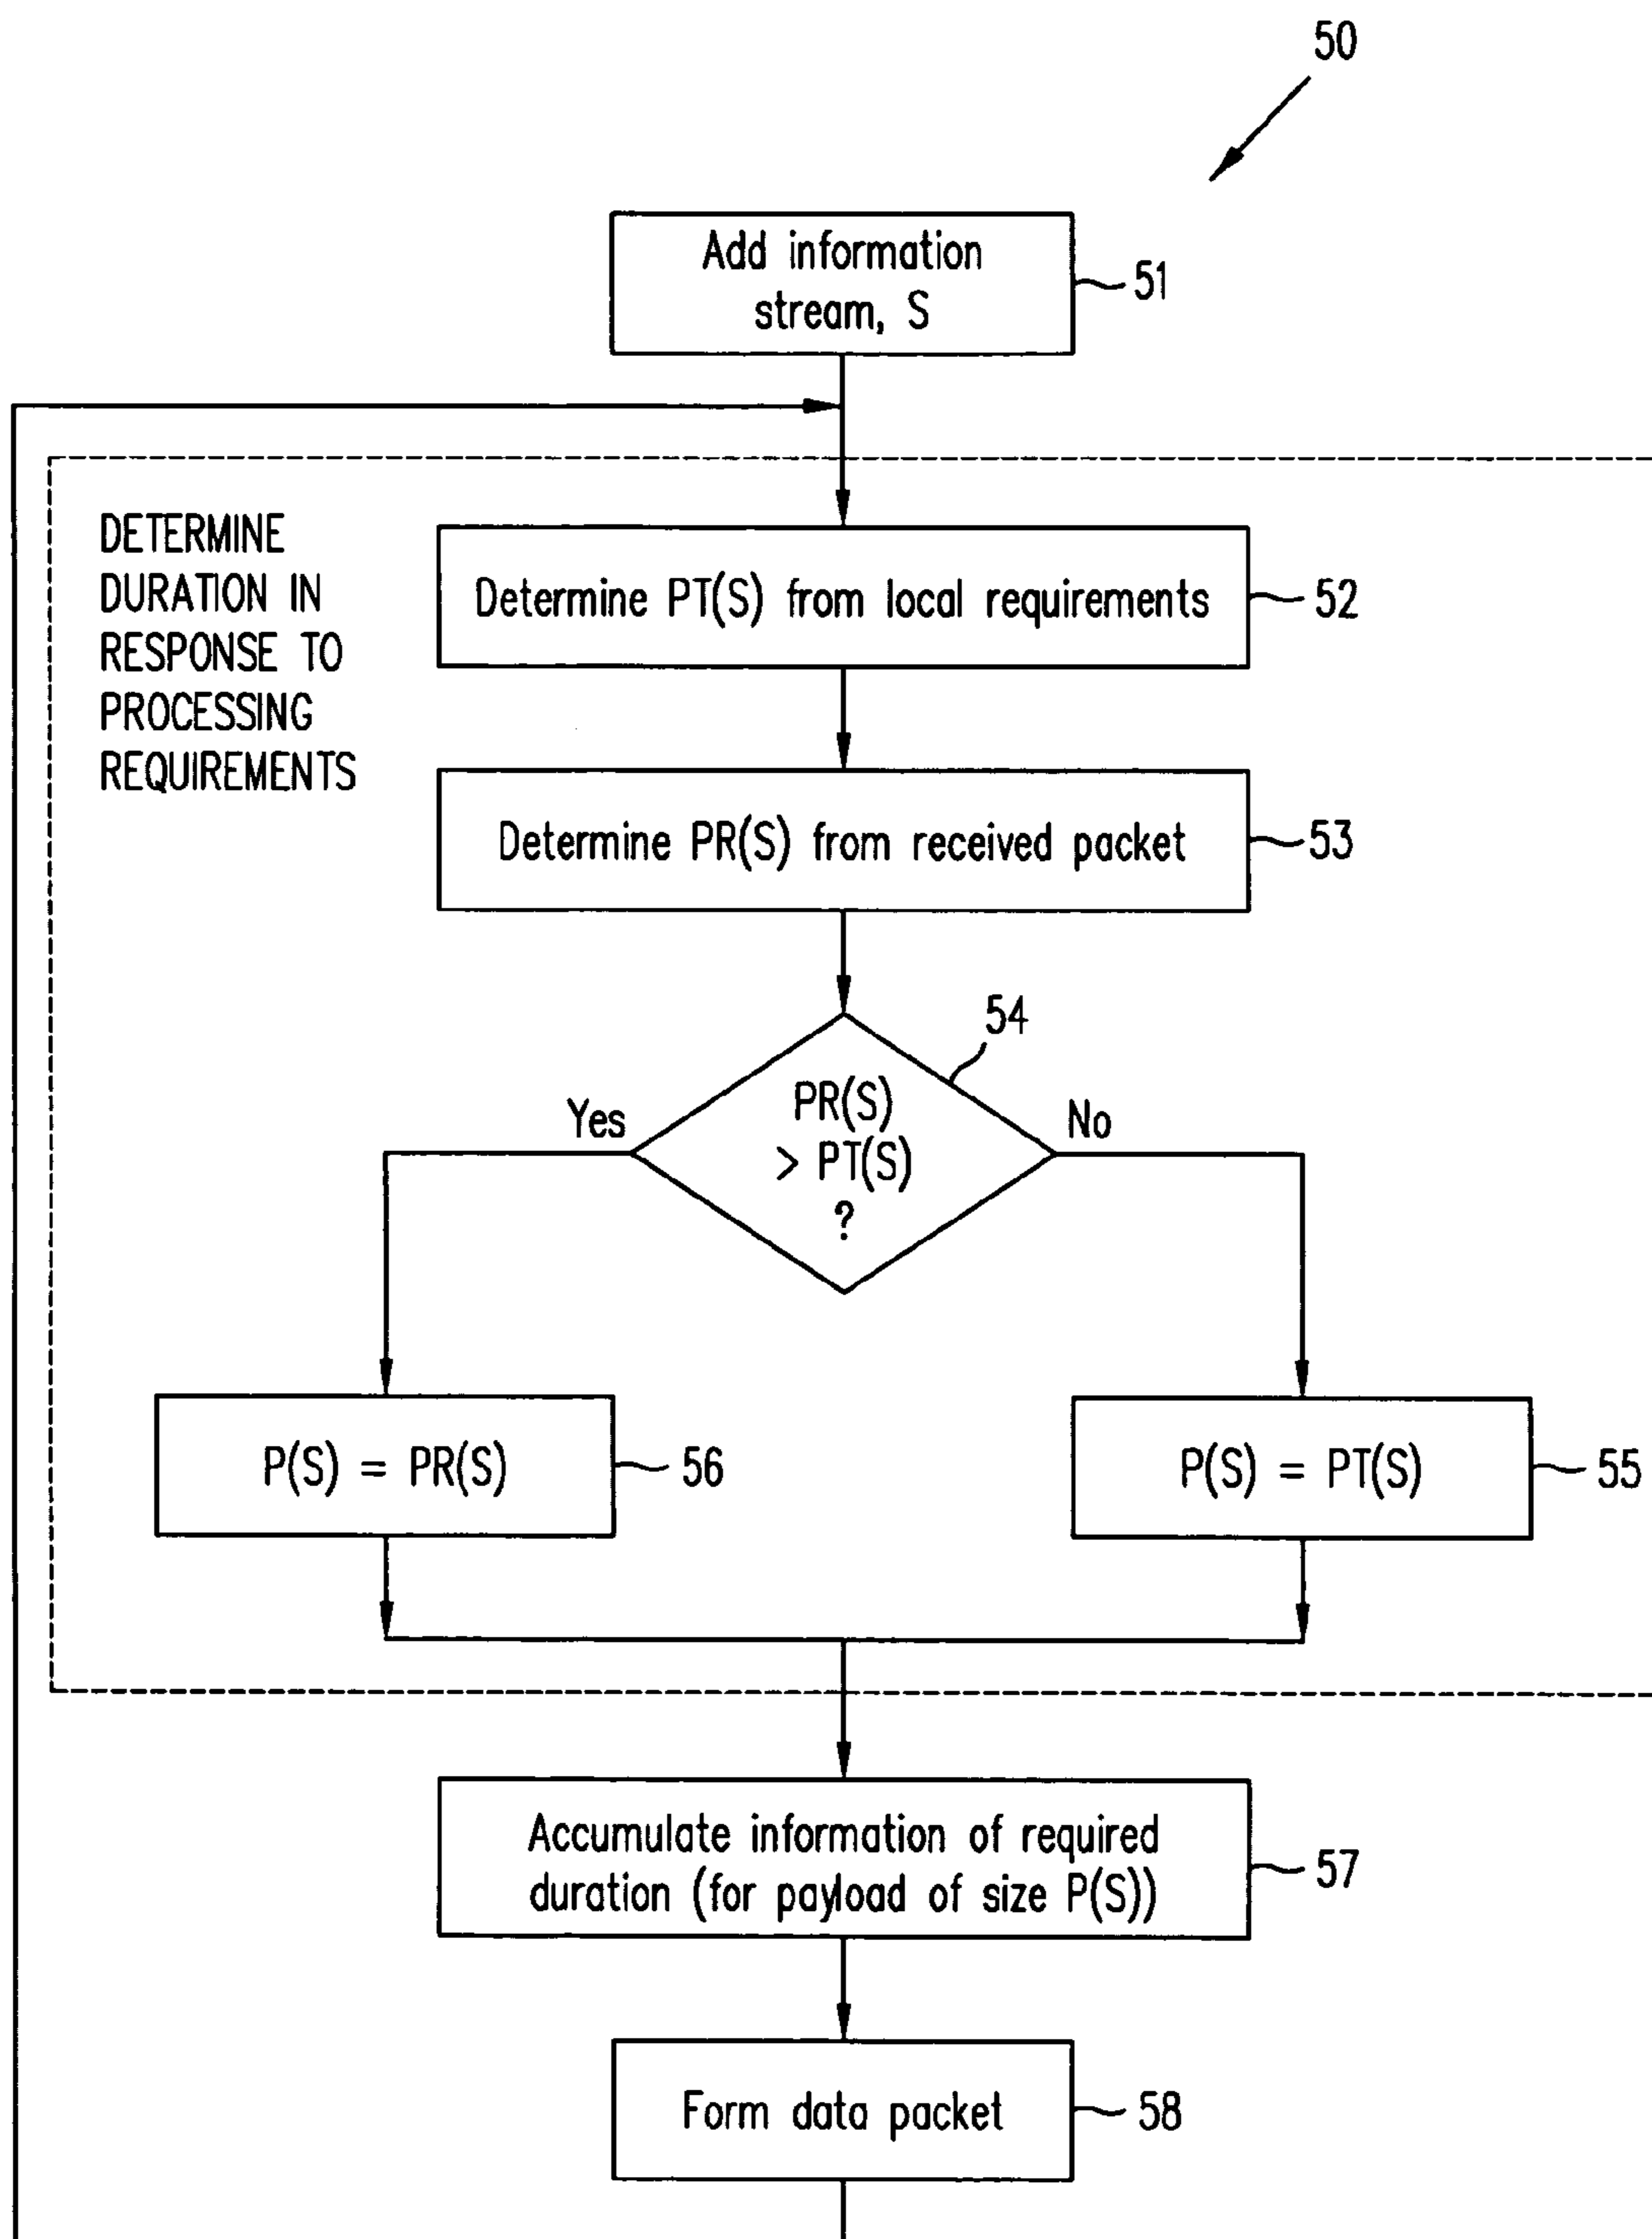 50
Add information
stream, S
51
DETERMINE
DURATION IN
RESPONSE TO
PROCESSING
REQUIREMENTS
Determine PT(S) from local requirements
52
Determine PR(S) from received packet
53
54
PR(S)
> PT(S)
?
Yes
No
P(S) = PR(S)
56
P(S) = PT(S)
55
Accumulate information of required
duration (for payload of size P(S))
57
Form data packet
58